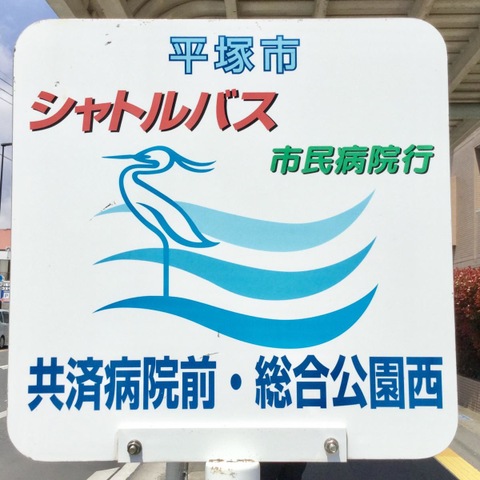 平塚市
シャトルバス
市民病院行
共済病院前・総合公園西